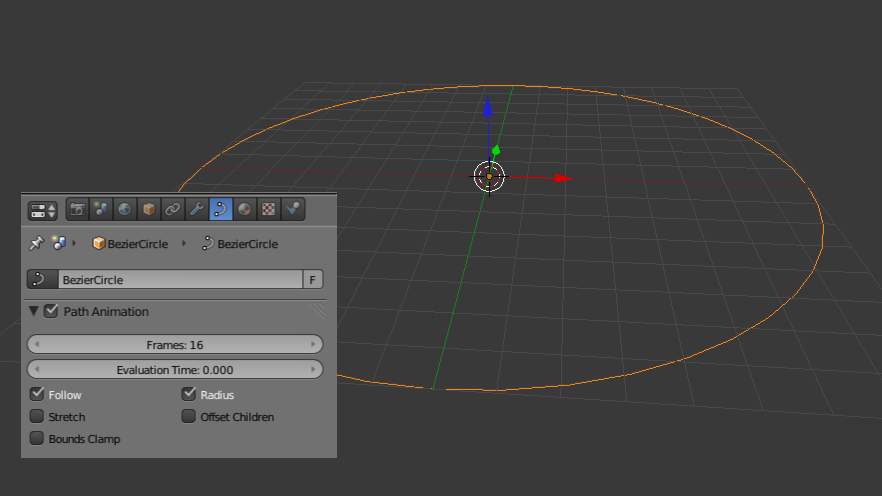 BezierCircle BezierCircle
BezierCircle F
Path Animation
Frames: 16
Evaluation Time: 0.000
Follow Radius
Stretch Offset Children
Bounds Clamp